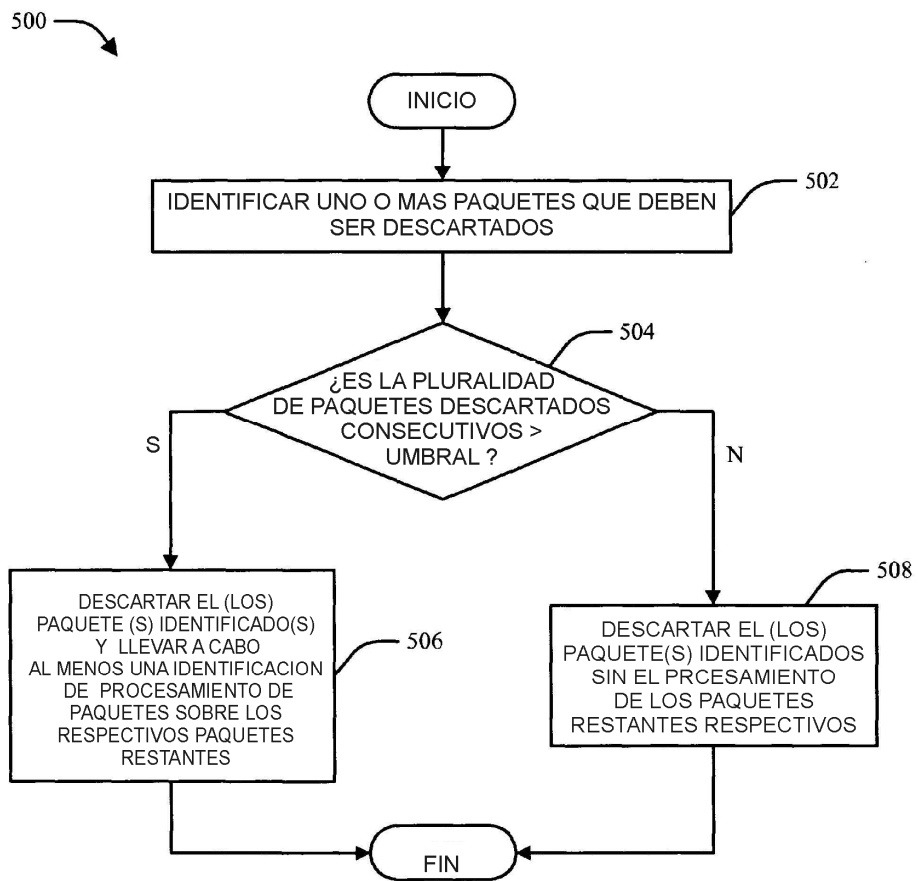 500
INICIO
IDENTIFICAR UNO O MAS PAQUETES QUE DEBEN
SER DESCARTADOS
502
504
¿ES LA PLURALIDAD
DE PAQUETES DESCARTADOS
CONSECUTIVOS >
UMBRAL ?
S
N
DESCARTAR EL (LOS)
PAQUETE (S) IDENTIFICADO(S)
Y LLEVAR A CABO
AL MENOS UNA IDENTIFICACION
DE PROCESAMIENTO DE
PAQUETES SOBRE LOS
RESPECTIVOS PAQUETES
RESTANTES
506
508
DESCARTAR EL (LOS)
PAQUETE(S) IDENTIFICADOS
SIN EL PRCESAMIENTO
DE LOS PAQUETES
RESTANTES RESPECTIVOS
FIN